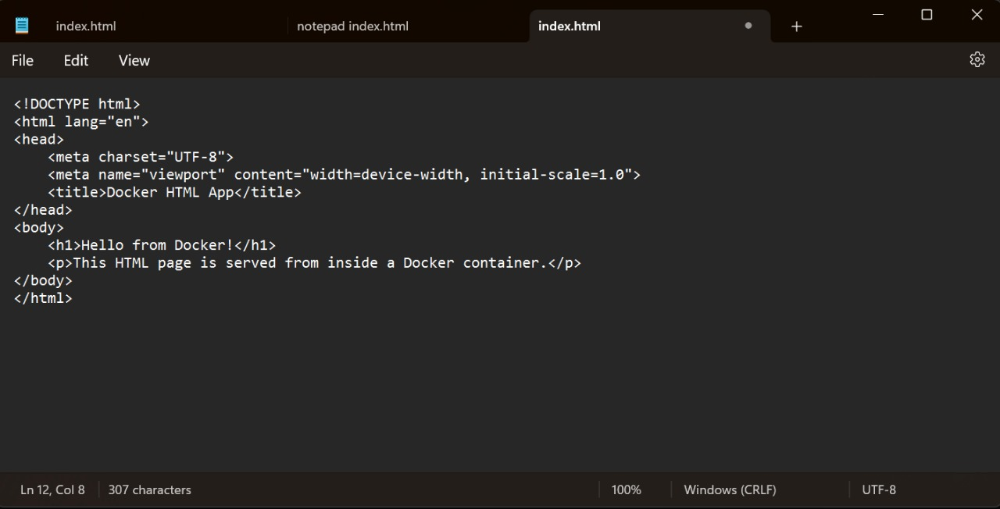 index.html
notepad index.html
index.html
File Edit View
<!DOCTYPE html>
<html lang="en">
<head>
    <meta charset="UTF-8">
    <meta name="viewport" content="width=device-width, initial-scale=1.0">
    <title>Docker HTML App</title>
</head>
<body>
    <h1>Hello from Docker!</h1>
    <p>This HTML page is served from inside a Docker container.</p>
</body>
</html>
Ln 12, Col 8 307 characters 100% Windows (CRLF) UTF-8